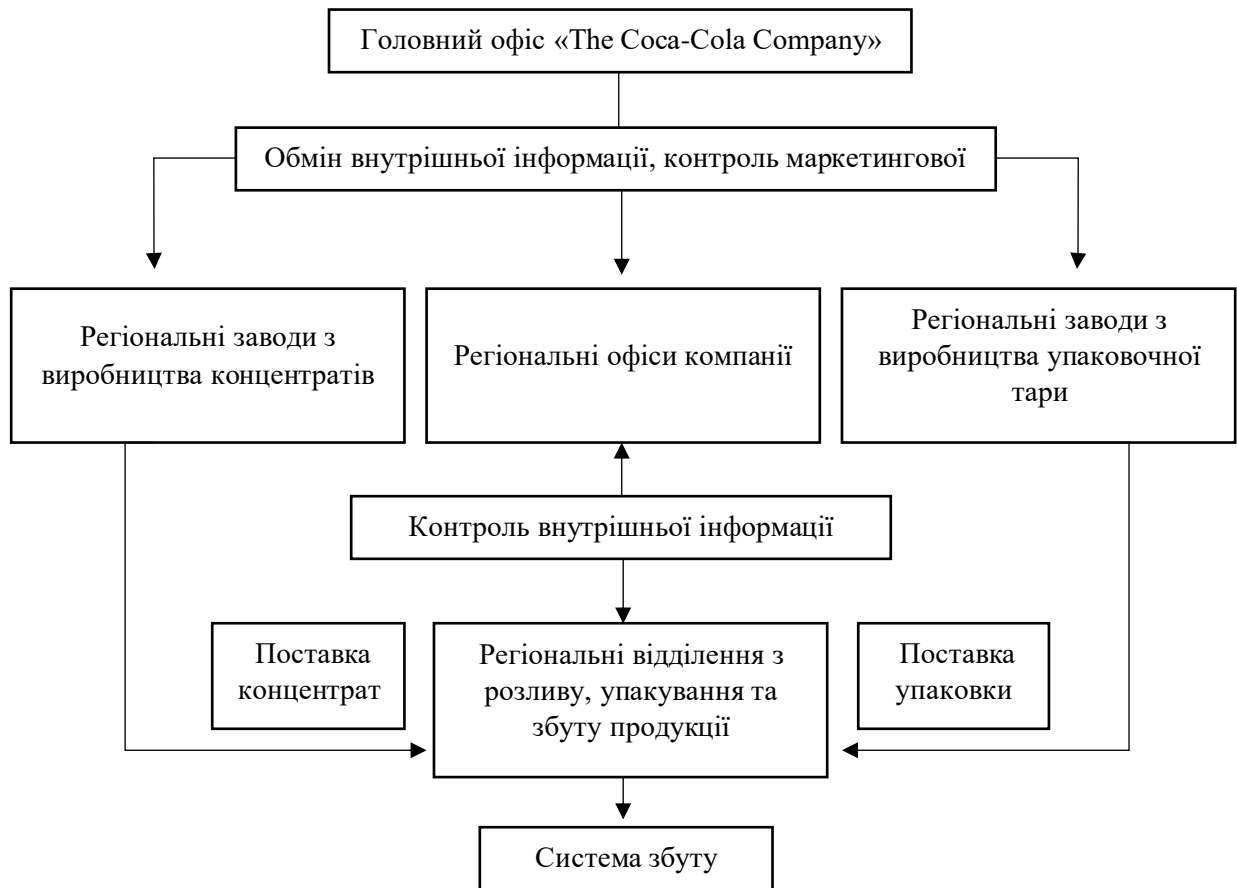 Головний офіс «The Coca-Cola Company»
Обмін внутрішньої інформації, контроль маркетингової
Регіональні заводи з
виробництва концентратів
Регіональні офіси компанії
Регіональні заводи з
виробництва упаковочної
тари
Контроль внутрішньої інформації
Поставка
концентрат
Регіональні відділення з
розливу, упакування та
збуту продукції
Поставка
упаковки
Система збуту